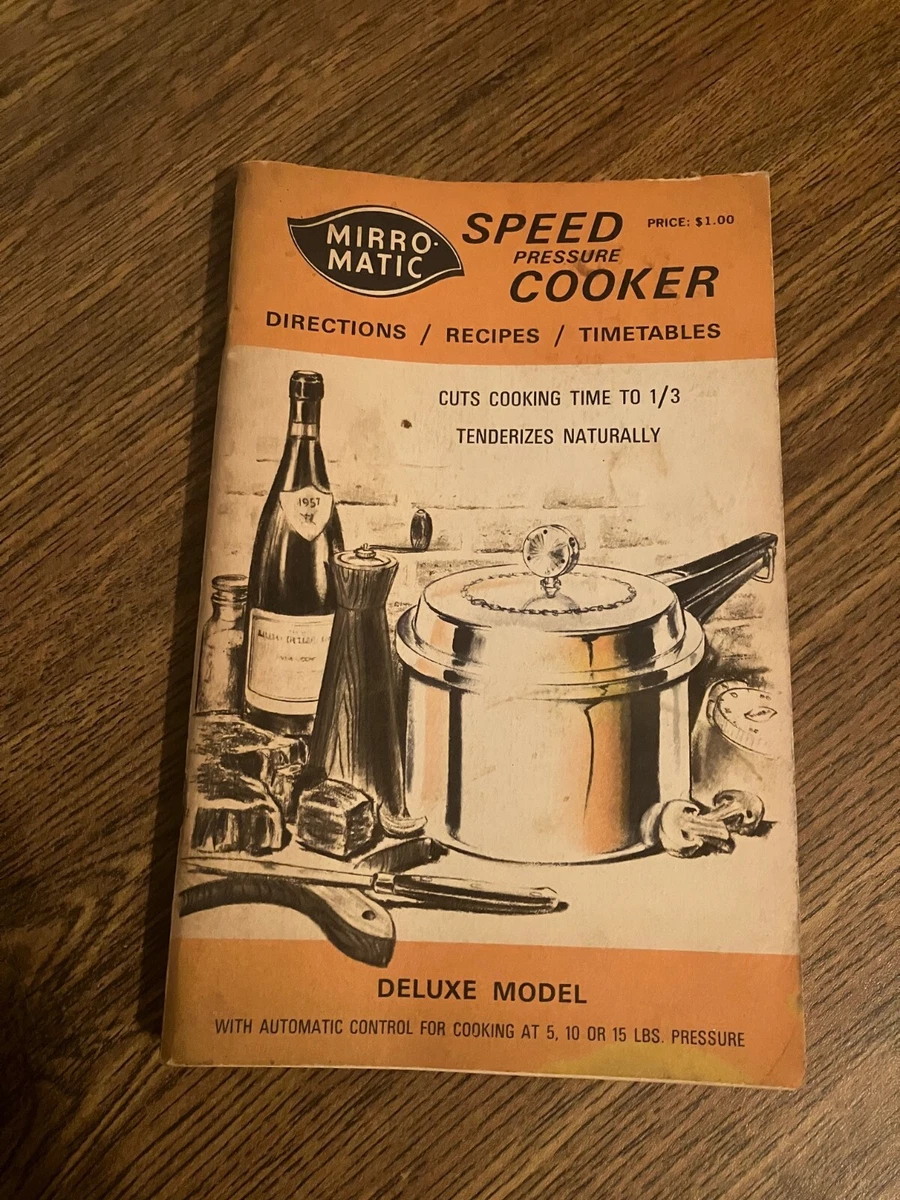 MIRRO-
MATIC
SPEED
PRESSURE
COOKER
PRICE: $1.00
DIRECTIONS / RECIPES / TIMETABLES
CUTS COOKING TIME TO 1/3
TENDERIZES NATURALLY
1957
DELUXE MODEL
WITH AUTOMATIC CONTROL FOR COOKING AT 5, 10 OR 15 LBS. PRESSURE